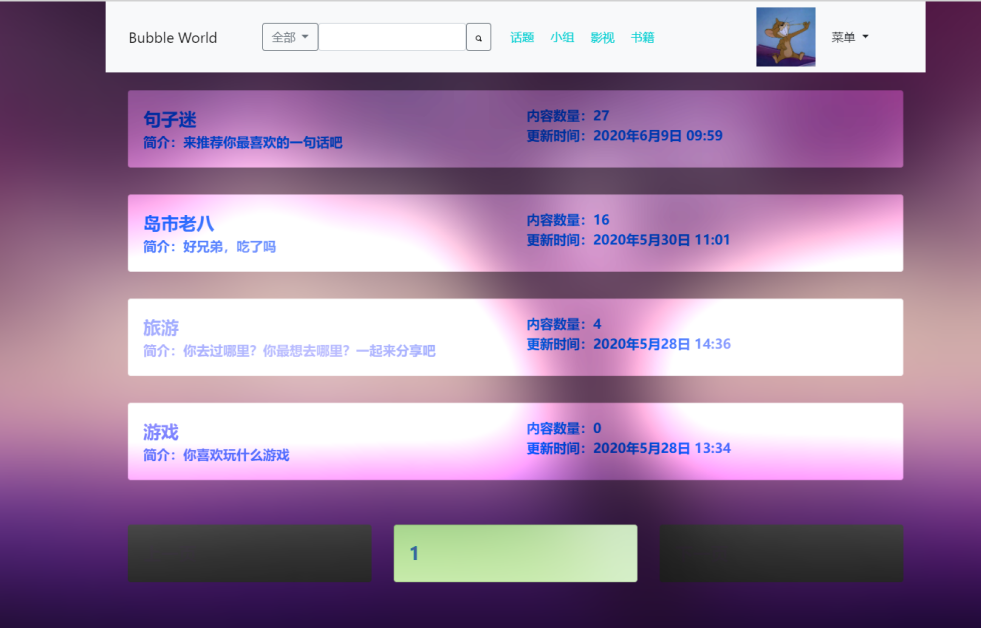 Bubble World 全部 话题 小组 影视 书籍 菜单
句子迷
简介：来推荐你最喜欢的一句话吧
内容数量：27
更新时间：2020年6月9日 09:59
岛市老八
简介：好兄弟，吃了吗
内容数量：16
更新时间：2020年5月30日 11:01
旅游
简介：你去过哪里？你最想去哪里？一起来分享吧
内容数量：4
更新时间：2020年5月28日 14:36
游戏
简介：你喜欢玩什么游戏
内容数量：0
更新时间：2020年5月28日 13:34
1